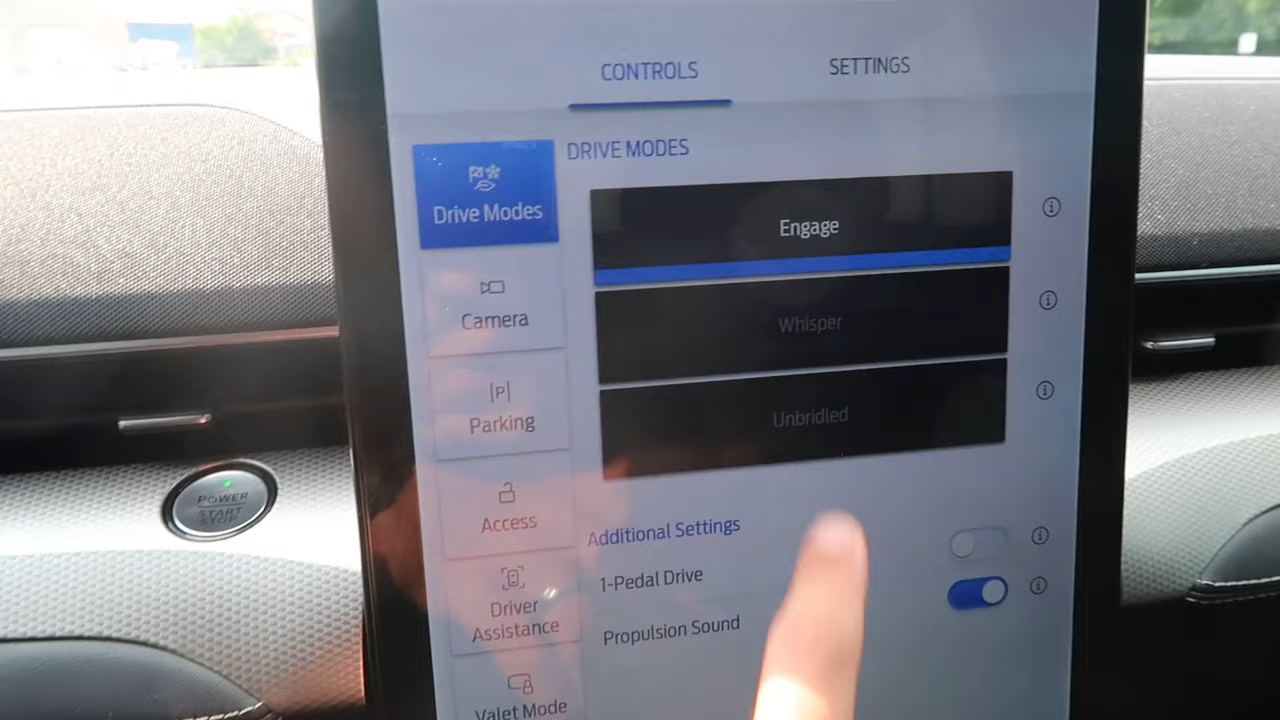 CONTROLS
SETTINGS
DRIVE MODES
Drive Modes
Engage
Camera
Whisper
Parking
Unbridled
Access
POWER
START
STOP
Additional Settings
1-Pedal Drive
Driver
Assistance
Propulsion Sound
Valet Mode